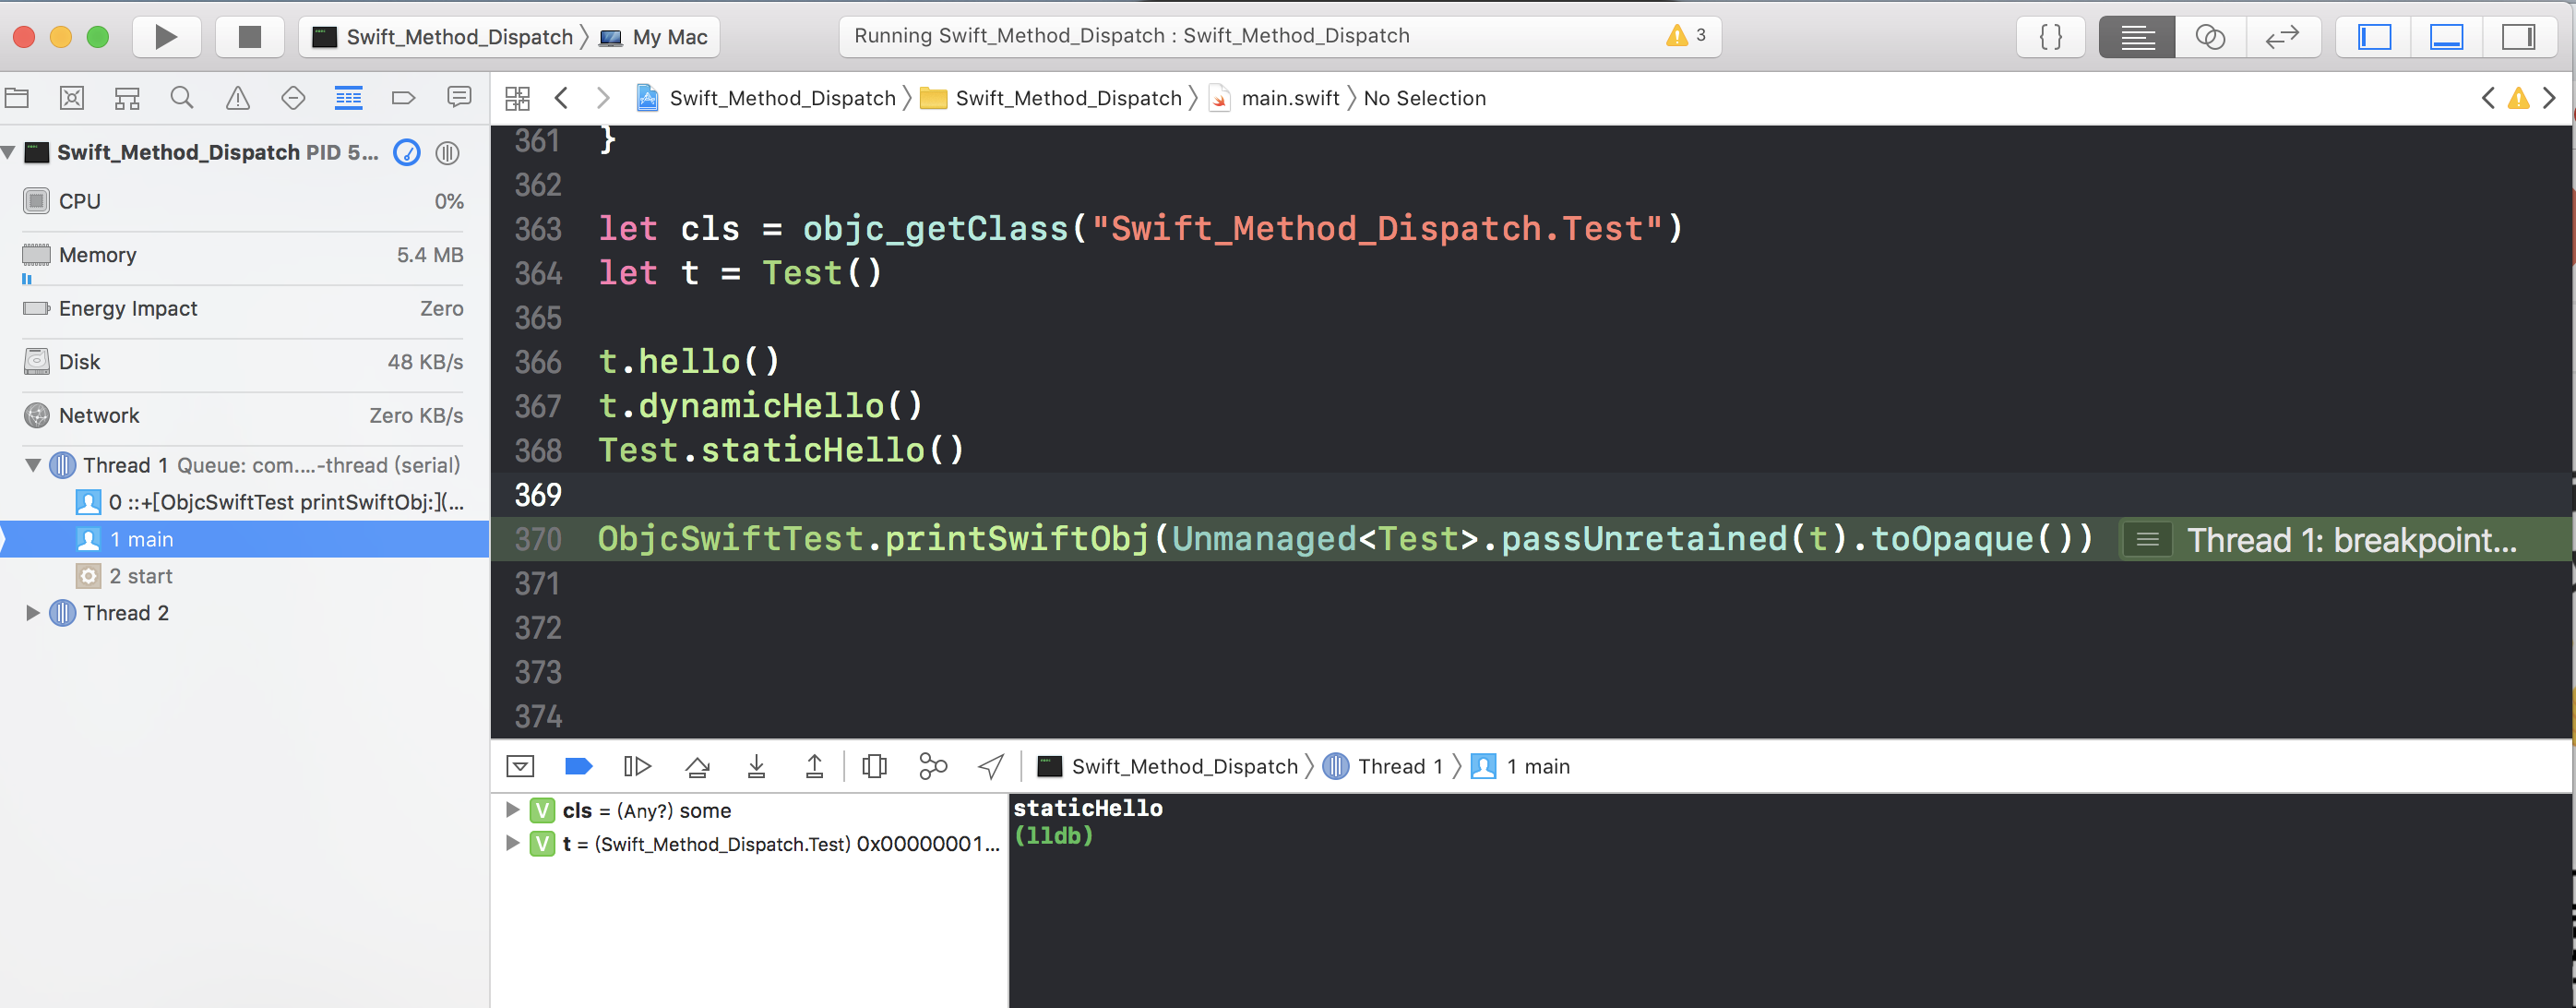 Swift_Method_Dispatch My Mac
Running Swift_Method_Dispatch : Swift_Method_Dispatch
3
{}
Swift_Method_Dispatch Swift_Method_Dispatch main.swift No Selection
Swift_Method_Dispatch PID 5...
CPU 0%
Memory 5.4 MB
Energy Impact Zero
Disk 48 KB/s
Network Zero KB/s
Thread 1 Queue: com....-thread (serial)
0 ::+[ObjcSwiftTest printSwiftObj:](...
1 main
2 start
Thread 2
361 }
362
363 let cls = objc_getClass("Swift_Method_Dispatch.Test")
364 let t = Test()
365
366 t.hello()
367 t.dynamicHello()
368 Test.staticHello()
369
370 ObjcSwiftTest.printSwiftObj(Unmanaged<Test>.passUnretained(t).toOpaque()) Thread 1: breakpoint...
371
372
373
374
Swift_Method_Dispatch Thread 1 1 main
V cls = (Any?) some
V t = (Swift_Method_Dispatch.Test) 0x00000001...
staticHello
(lldb)